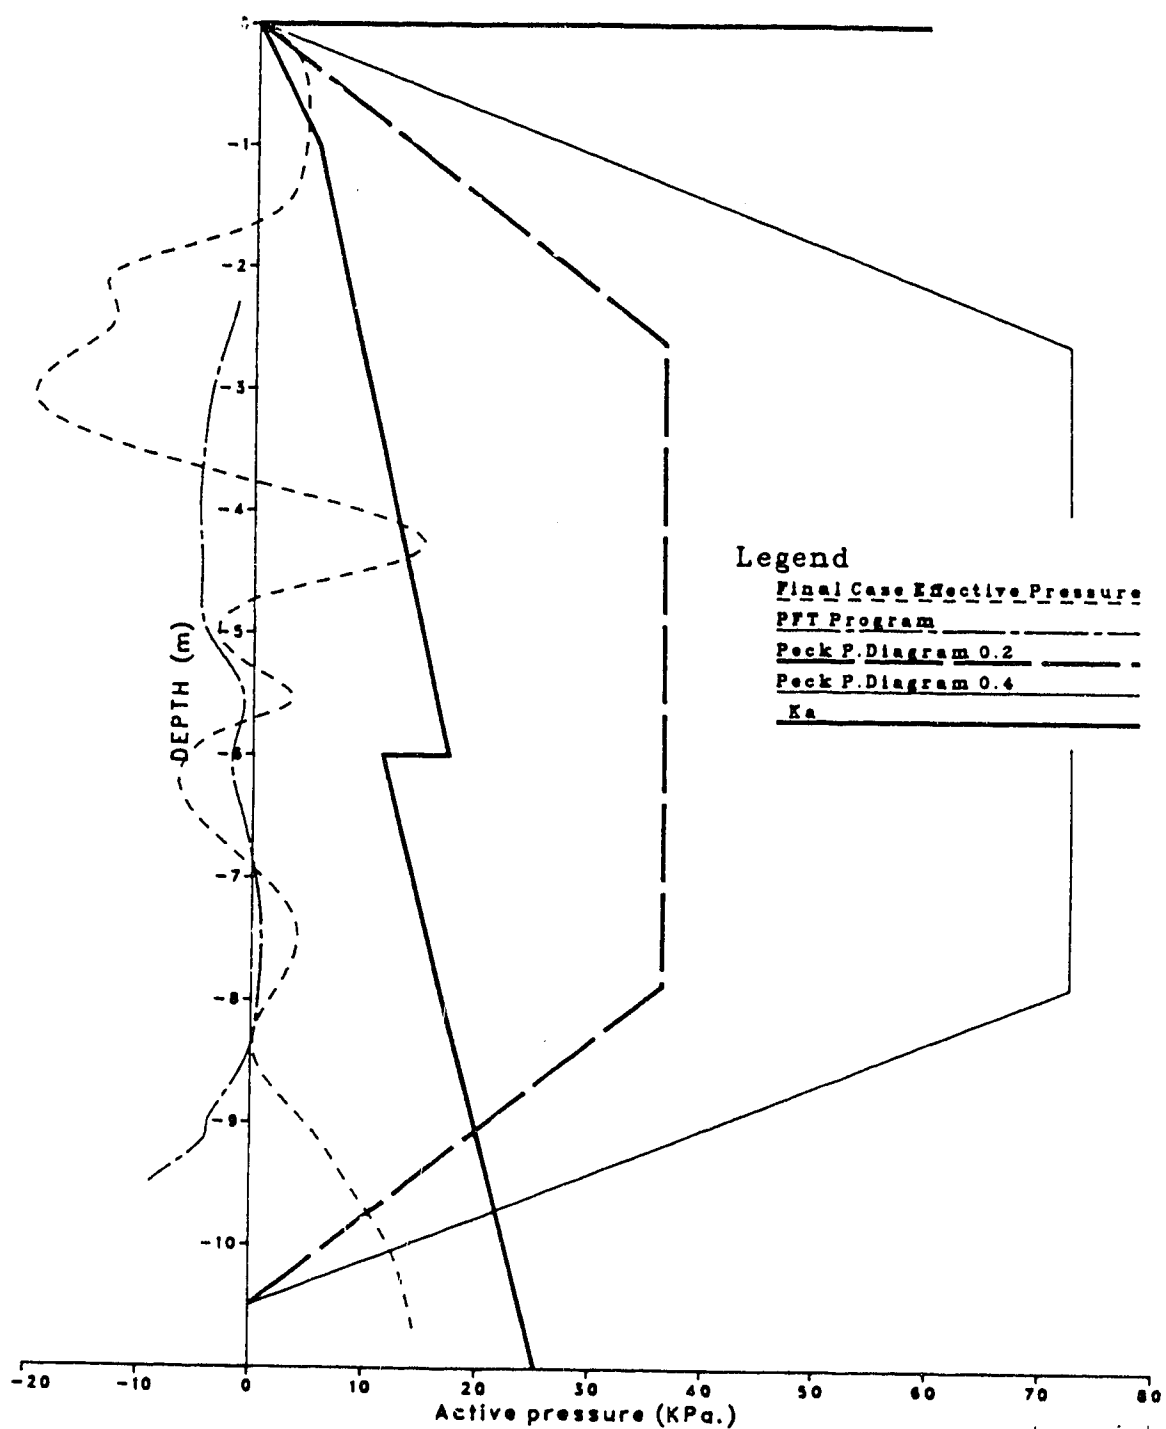 0
-1
-2
-3
-4
-5
-6
-7
-8
-9
-10
DEPTH (m)
Legend
Final Case Effective Pressure
PFT Program
Peck P.Diagram 0.2
Peck P.Diagram 0.4
Ka
-20 -10 0 10 20 30 40 50 60 70 80
Active pressure (KPa.)